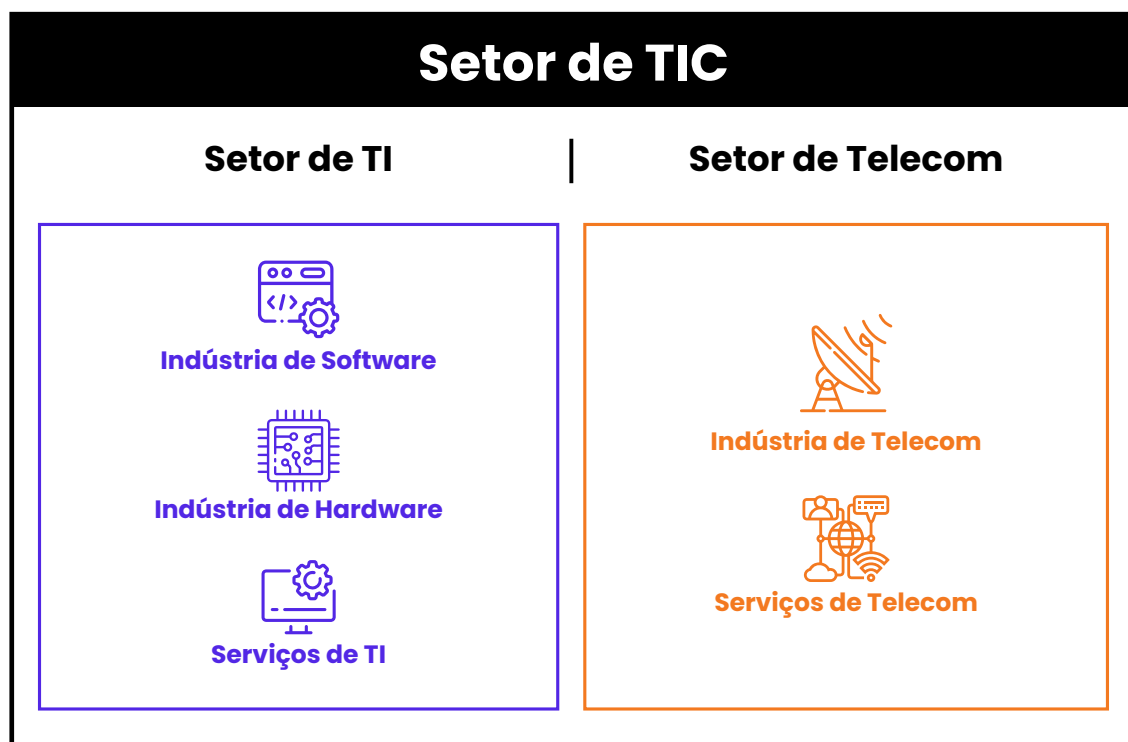 Setor de TIC
Setor de TI
Setor de Telecom
Indústria de Software
Indústria de Hardware
Serviços de TI
Indústria de Telecom
Serviços de Telecom